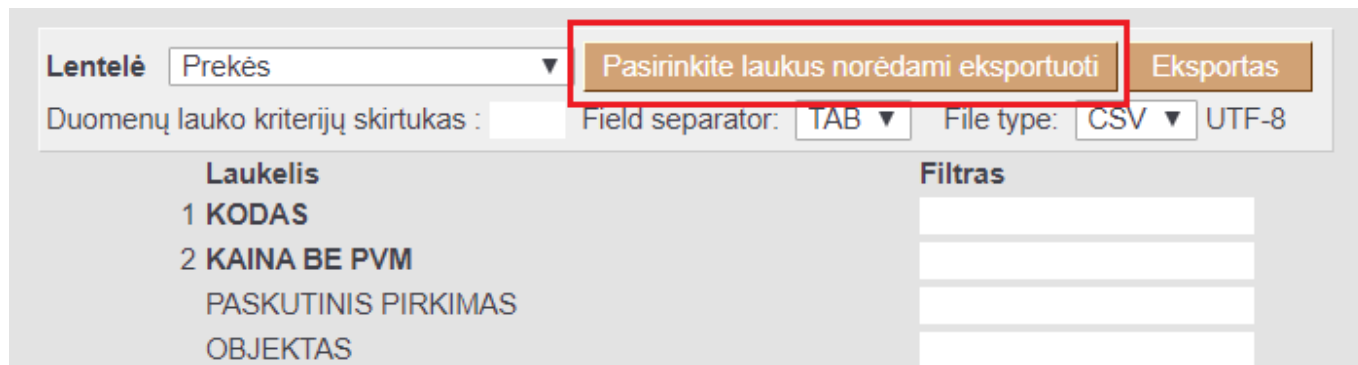 Lentelė Prekės ▼ Pasirinkite laukus norėdami eksportuoti Eksportas
Duomenų lauko kriterijų skirtukas : Field separator: TAB ▼ File type: CSV ▼ UTF-8
Laukelis Filtras
1 KODAS
2 KAINA BE PVM
PASKUTINIS PIRKIMAS
OBJEKTAS